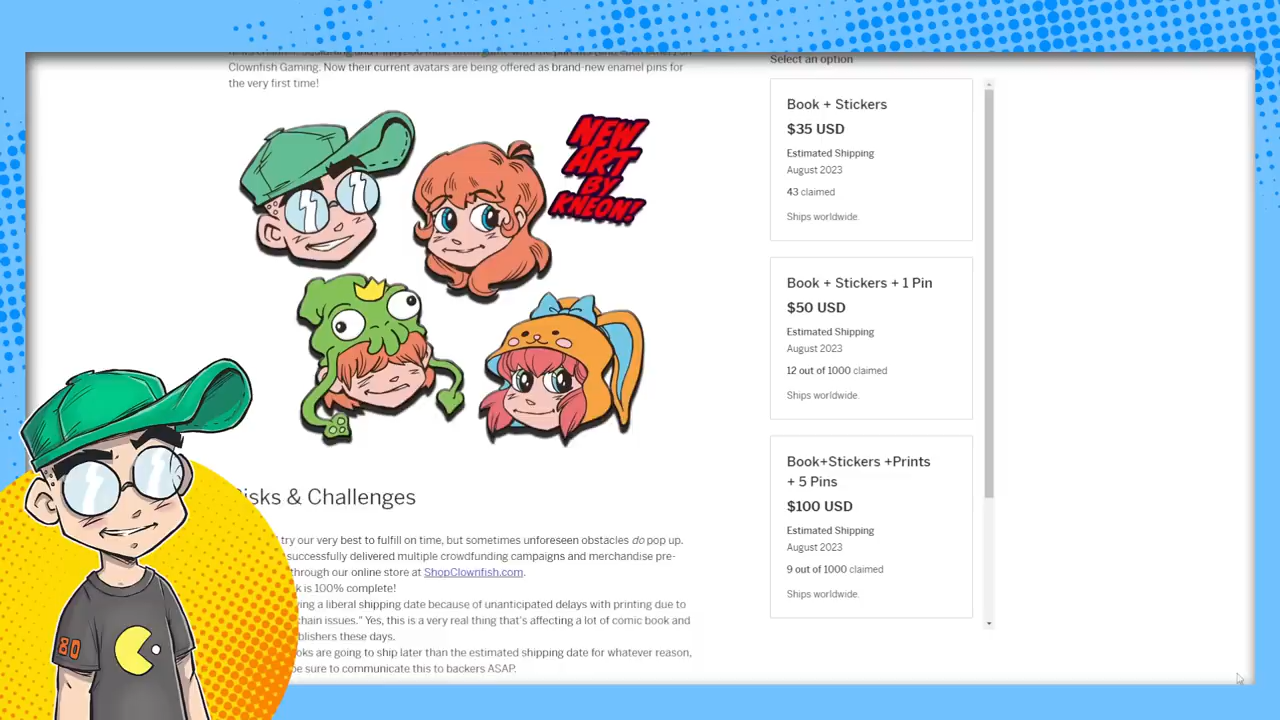 Clownfish Gaming. Now their current avatars are being offered as brand-new enamel pins for
the very first time!
NEW
ART
BY
KNEON!
isks & Challenges
try our very best to fulfill on time, but sometimes unforeseen obstacles do pop up.
successfully delivered multiple crowdfunding campaigns and merchandise pre-
through our online store at ShopClownfish.com.
k is 100% complete!
ving a liberal shipping date because of unanticipated delays with printing due to
chain issues." Yes, this is a very real thing that's affecting a lot of comic book and
blishers these days.
ooks are going to ship later than the estimated shipping date for whatever reason,
be sure to communicate this to backers ASAP.
Select an option
Book + Stickers
$35 USD
Estimated Shipping
August 2023
43 claimed
Ships worldwide.
Book + Stickers + 1 Pin
$50 USD
Estimated Shipping
August 2023
12 out of 1000 claimed
Ships worldwide.
Book+Stickers +Prints
+ 5 Pins
$100 USD
Estimated Shipping
August 2023
9 out of 1000 claimed
Ships worldwide.
80